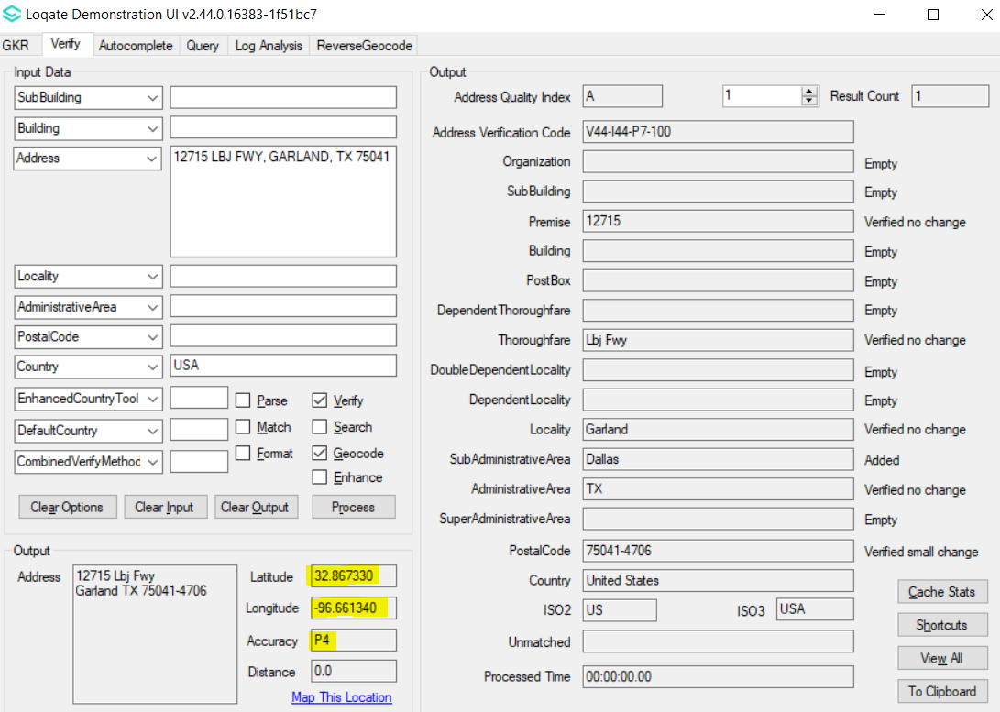 Loqate Demonstration UI v2.44.0.16383-1f51bc7
GKR Verify Autocomplete Query Log Analysis ReverseGeocode
Input Data
SubBuilding
Building
Address 12715 LBJ FWY, GARLAND, TX 75041
Locality
AdministrativeArea
PostalCode
Country USA
EnhancedCountryTool Parse Verify
DefaultCountry Match Search
CombinedVerifyMethod Format Geocode
Enhance
Clear Options Clear Input Clear Output Process
Output
Address 12715 Lbj Fwy
Garland TX 75041-4706
Latitude 32.867330
Longitude -96.661340
Accuracy P4
Distance 0.0
Map This Location
Output
Address Quality Index A 1 Result Count 1
Address Verification Code V44-I44-P7-100
Organization Empty
SubBuilding Empty
Premise 12715 Verified no change
Building Empty
PostBox Empty
DependentThoroughfare Empty
Thoroughfare Lbj Fwy Verified no change
DoubleDependentLocality Empty
DependentLocality Empty
Locality Garland Verified no change
SubAdministrativeArea Dallas Added
AdministrativeArea TX Verified no change
SuperAdministrativeArea Empty
PostalCode 75041-4706 Verified small change
Country United States
ISO2 US ISO3 USA
Unmatched
Processed Time 00:00:00.00
Cache Stats
Shortcuts
View All
To Clipboard